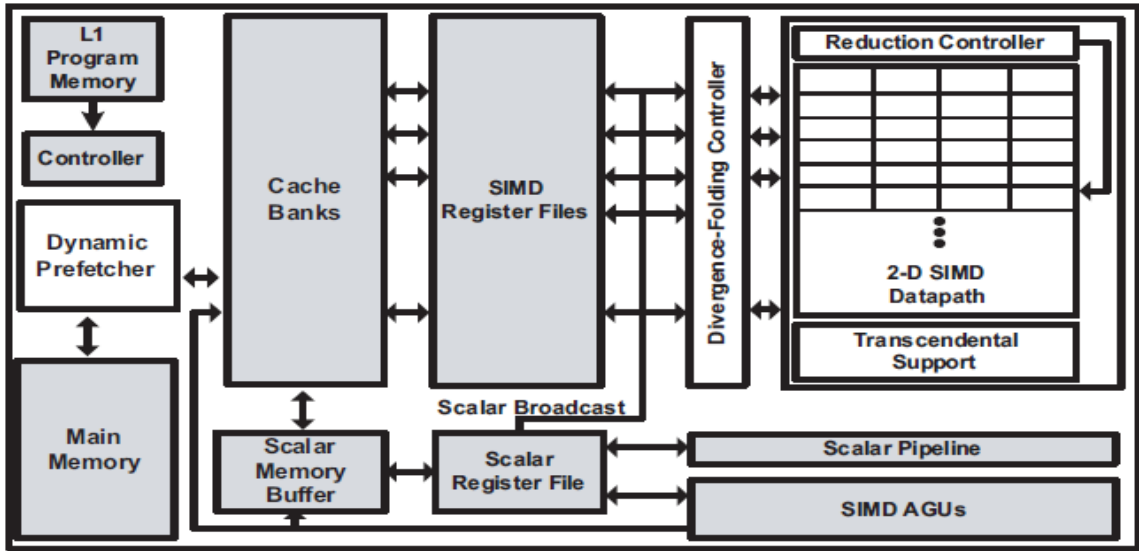 L1
Program
Memory
Controller
Dynamic
Prefetcher
Main
Memory
Cache
Banks
SIMD
Register Files
Divergence-Folding Controller
Reduction Controller
2-D SIMD
Datapath
Transcendental
Support
Scalar Broadcast
Scalar
Memory
Buffer
Scalar
Register File
Scalar Pipeline
SIMD AGUs